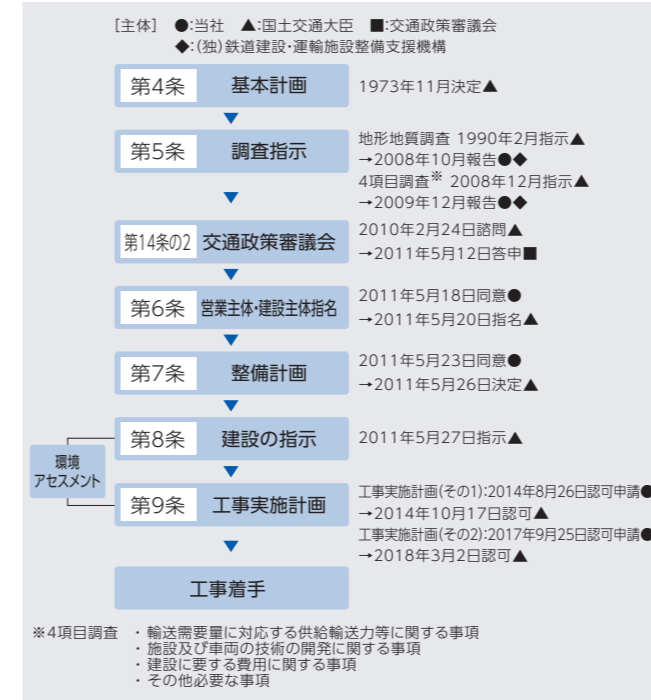 [主体] ●:当社 ▲:国土交通大臣 ■:交通政策審議会
◆:(独)鉄道建設・運輸施設整備支援機構
第4条 基本計画 1973年11月決定▲
第5条 調査指示 地形地質調査 1990年2月指示▲
→2008年10月報告●◆
4項目調査※ 2008年12月指示▲
→2009年12月報告●◆
第14条の2 交通政策審議会 2010年2月24日諮問▲
→2011年5月12日答申■
第6条 営業主体・建設主体指名 2011年5月18日同意●
→2011年5月20日指名▲
第7条 整備計画 2011年5月23日同意●
→2011年5月26日決定▲
第8条 建設の指示 2011年5月27日指示▲
環境
アセスメント
第9条 工事実施計画 工事実施計画(その1):2014年8月26日認可申請●
→2014年10月17日認可▲
工事実施計画(その2):2017年9月25日認可申請●
→2018年3月2日認可▲
工事着手
※4項目調査 ・輸送需要量に対応する供給輸送力等に関する事項
・施設及び車両の技術の開発に関する事項
・建設に要する費用に関する事項
・その他必要な事項